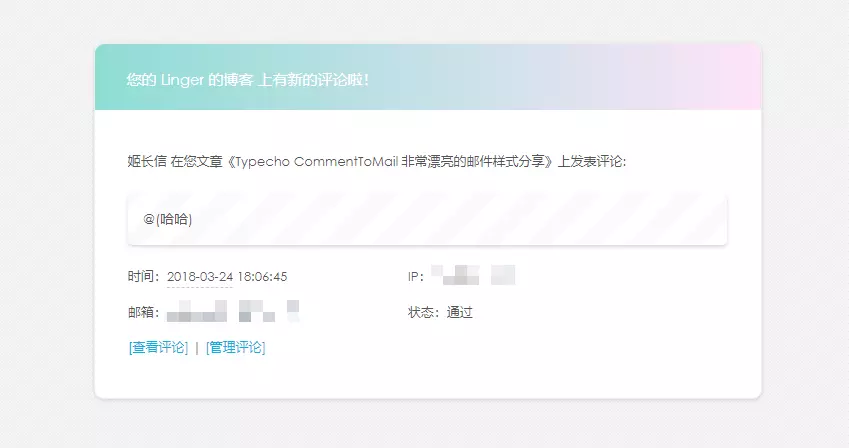 您的 Linger 的博客 上有新的评论啦！
姬长信 在您文章《Typecho CommentToMail 非常漂亮的邮件样式分享》上发表评论:
@(哈哈)
时间： 2018-03-24 18:06:45
IP：
邮箱：
状态：通过
[查看评论] | [管理评论]